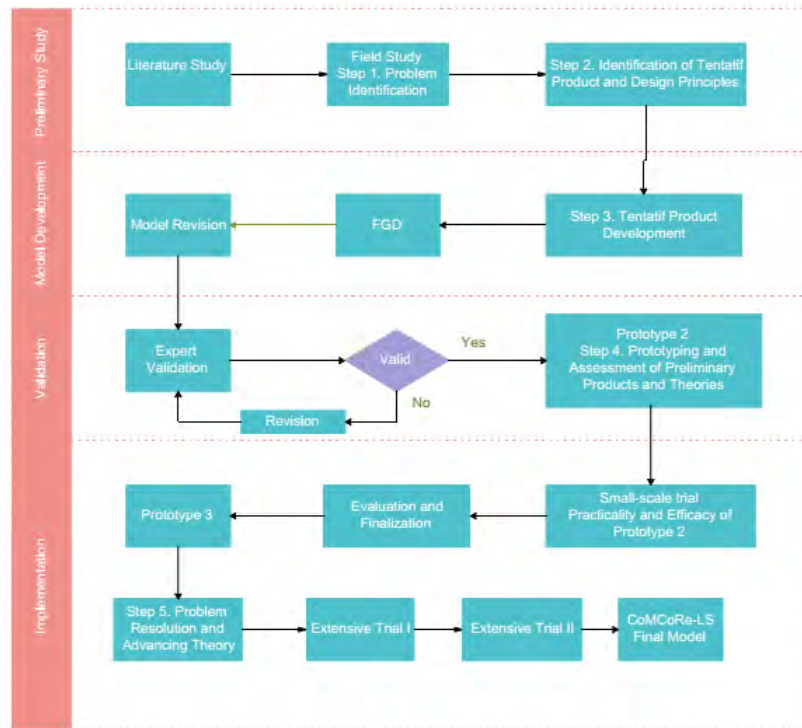 Preliminary Study
Literature Study
Field Study
Step 1. Problem
Identification
Step 2. Identification of Tentatif
Product and Design Principles
Model Development
Model Revision
FGD
Step 3. Tentatif Product
Development
Validation
Expert
Validation
Valid
Yes
No
Revision
Prototype 2
Step 4. Prototyping and
Assessment of Preliminary
Products and Theories
Implementation
Prototype 3
Evaluation and
Finalization
Small-scale trial
Practicality and Efficacy of
Prototype 2
Step 5. Problem
Resolution and
Advancing Theory
Extensive Trial I
Extensive Trial II
CoMCoRe-LS
Final Model